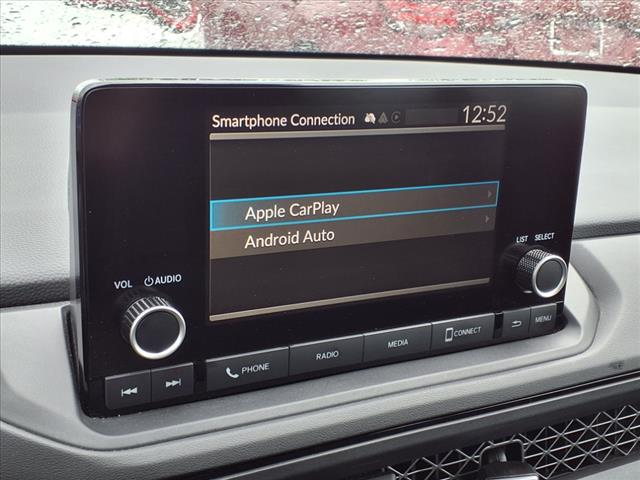 Smartphone Connection 12:52
Apple CarPlay
Android Auto
LIST SELECT
VOL AUDIO
PHONE RADIO MEDIA CONNECT MENU